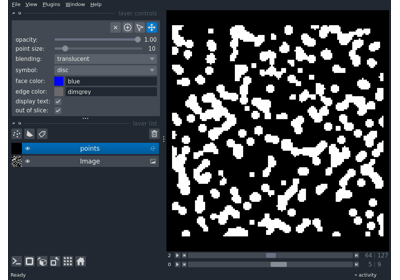 File View Plugins Window Help
layer controls
opacity: 1.00
point size: 10
blending: translucent
symbol: disc
face color: blue
edge color: dimgrey
display text:
out of slice:
layer list
points
Image
2 64 127
0 5 9
Ready
activity